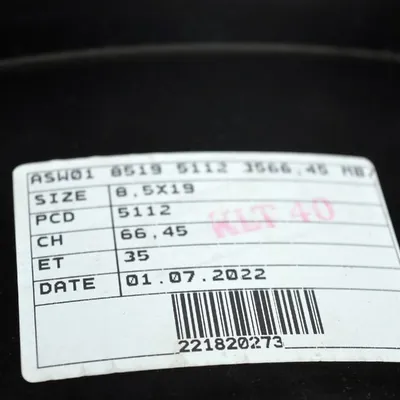 ASW01 8519 5112 3566,45 MB/
SIZE 8.5X19
PCD 5112
CH 66,45
ET 35
DATE 01.07.2022
KLT 40
221820273